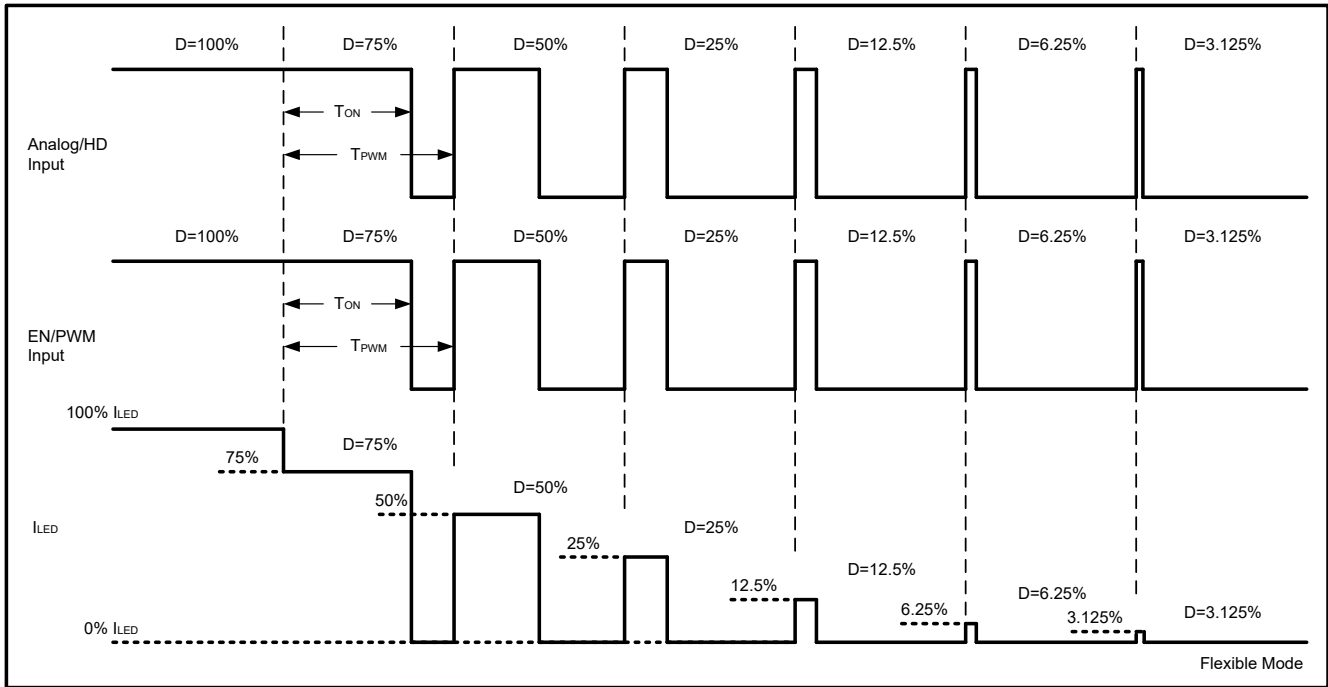 D=100% D=75% D=50% D=25% D=12.5% D=6.25% D=3.125%
TON
Analog/HD
Input
TPWM
D=100% D=75% D=50% D=25% D=12.5% D=6.25% D=3.125%
TON
EN/PWM
Input
TPWM
100% ILED
75%
D=75%
50%
D=50%
ILED
25%
D=25%
12.5%
D=12.5%
6.25%
D=6.25%
3.125%
D=3.125%
0% ILED
Flexible Mode